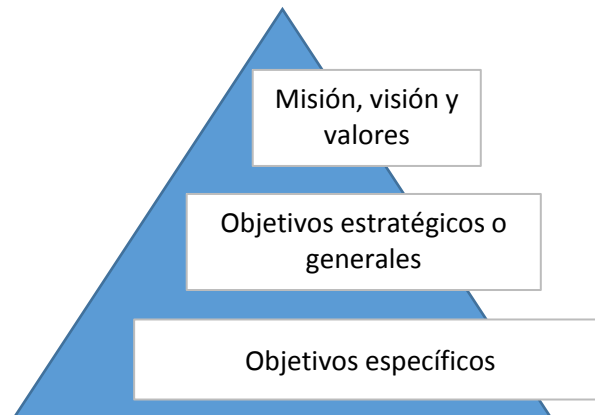 Misión, visión y
valores
Objetivos estratégicos o
generales
Objetivos específicos